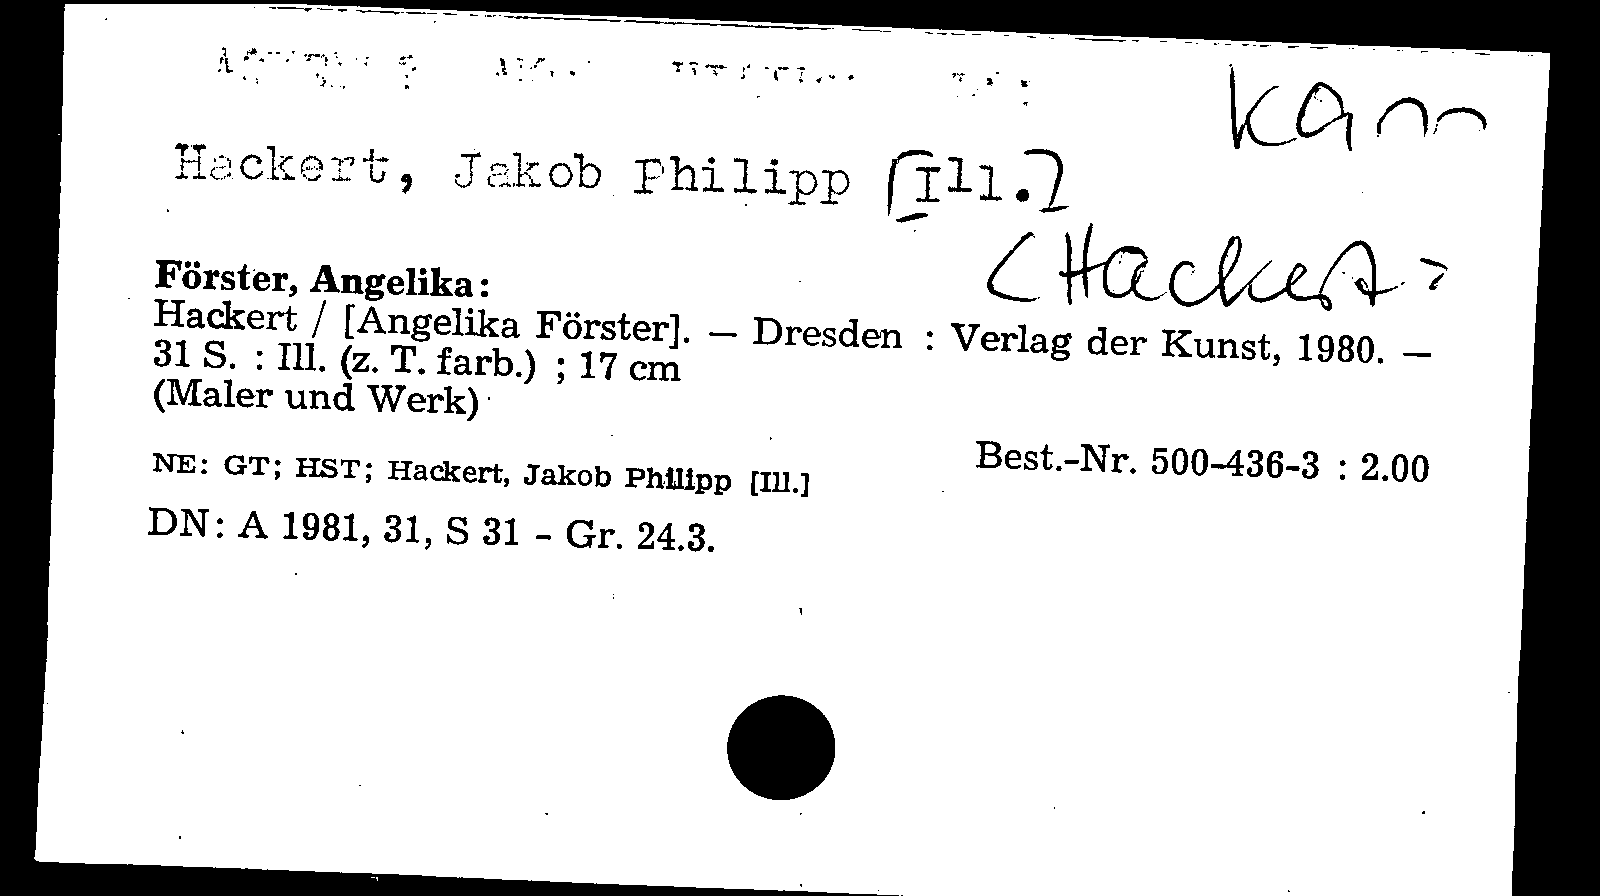 Kann
Hackert, Jakob Philipp [Ill.]
<Hackert>
Förster, Angelika:
Hackert / [Angelika Förster]. — Dresden : Verlag der Kunst, 1980. —
31 S. : Ill. (z. T. farb.) ; 17 cm
(Maler und Werk)
NE: GT; HST; Hackert, Jakob Philipp [Ill.]
Best.-Nr. 500-436-3 : 2.00
DN: A 1981, 31, S 31 - Gr. 24.3.